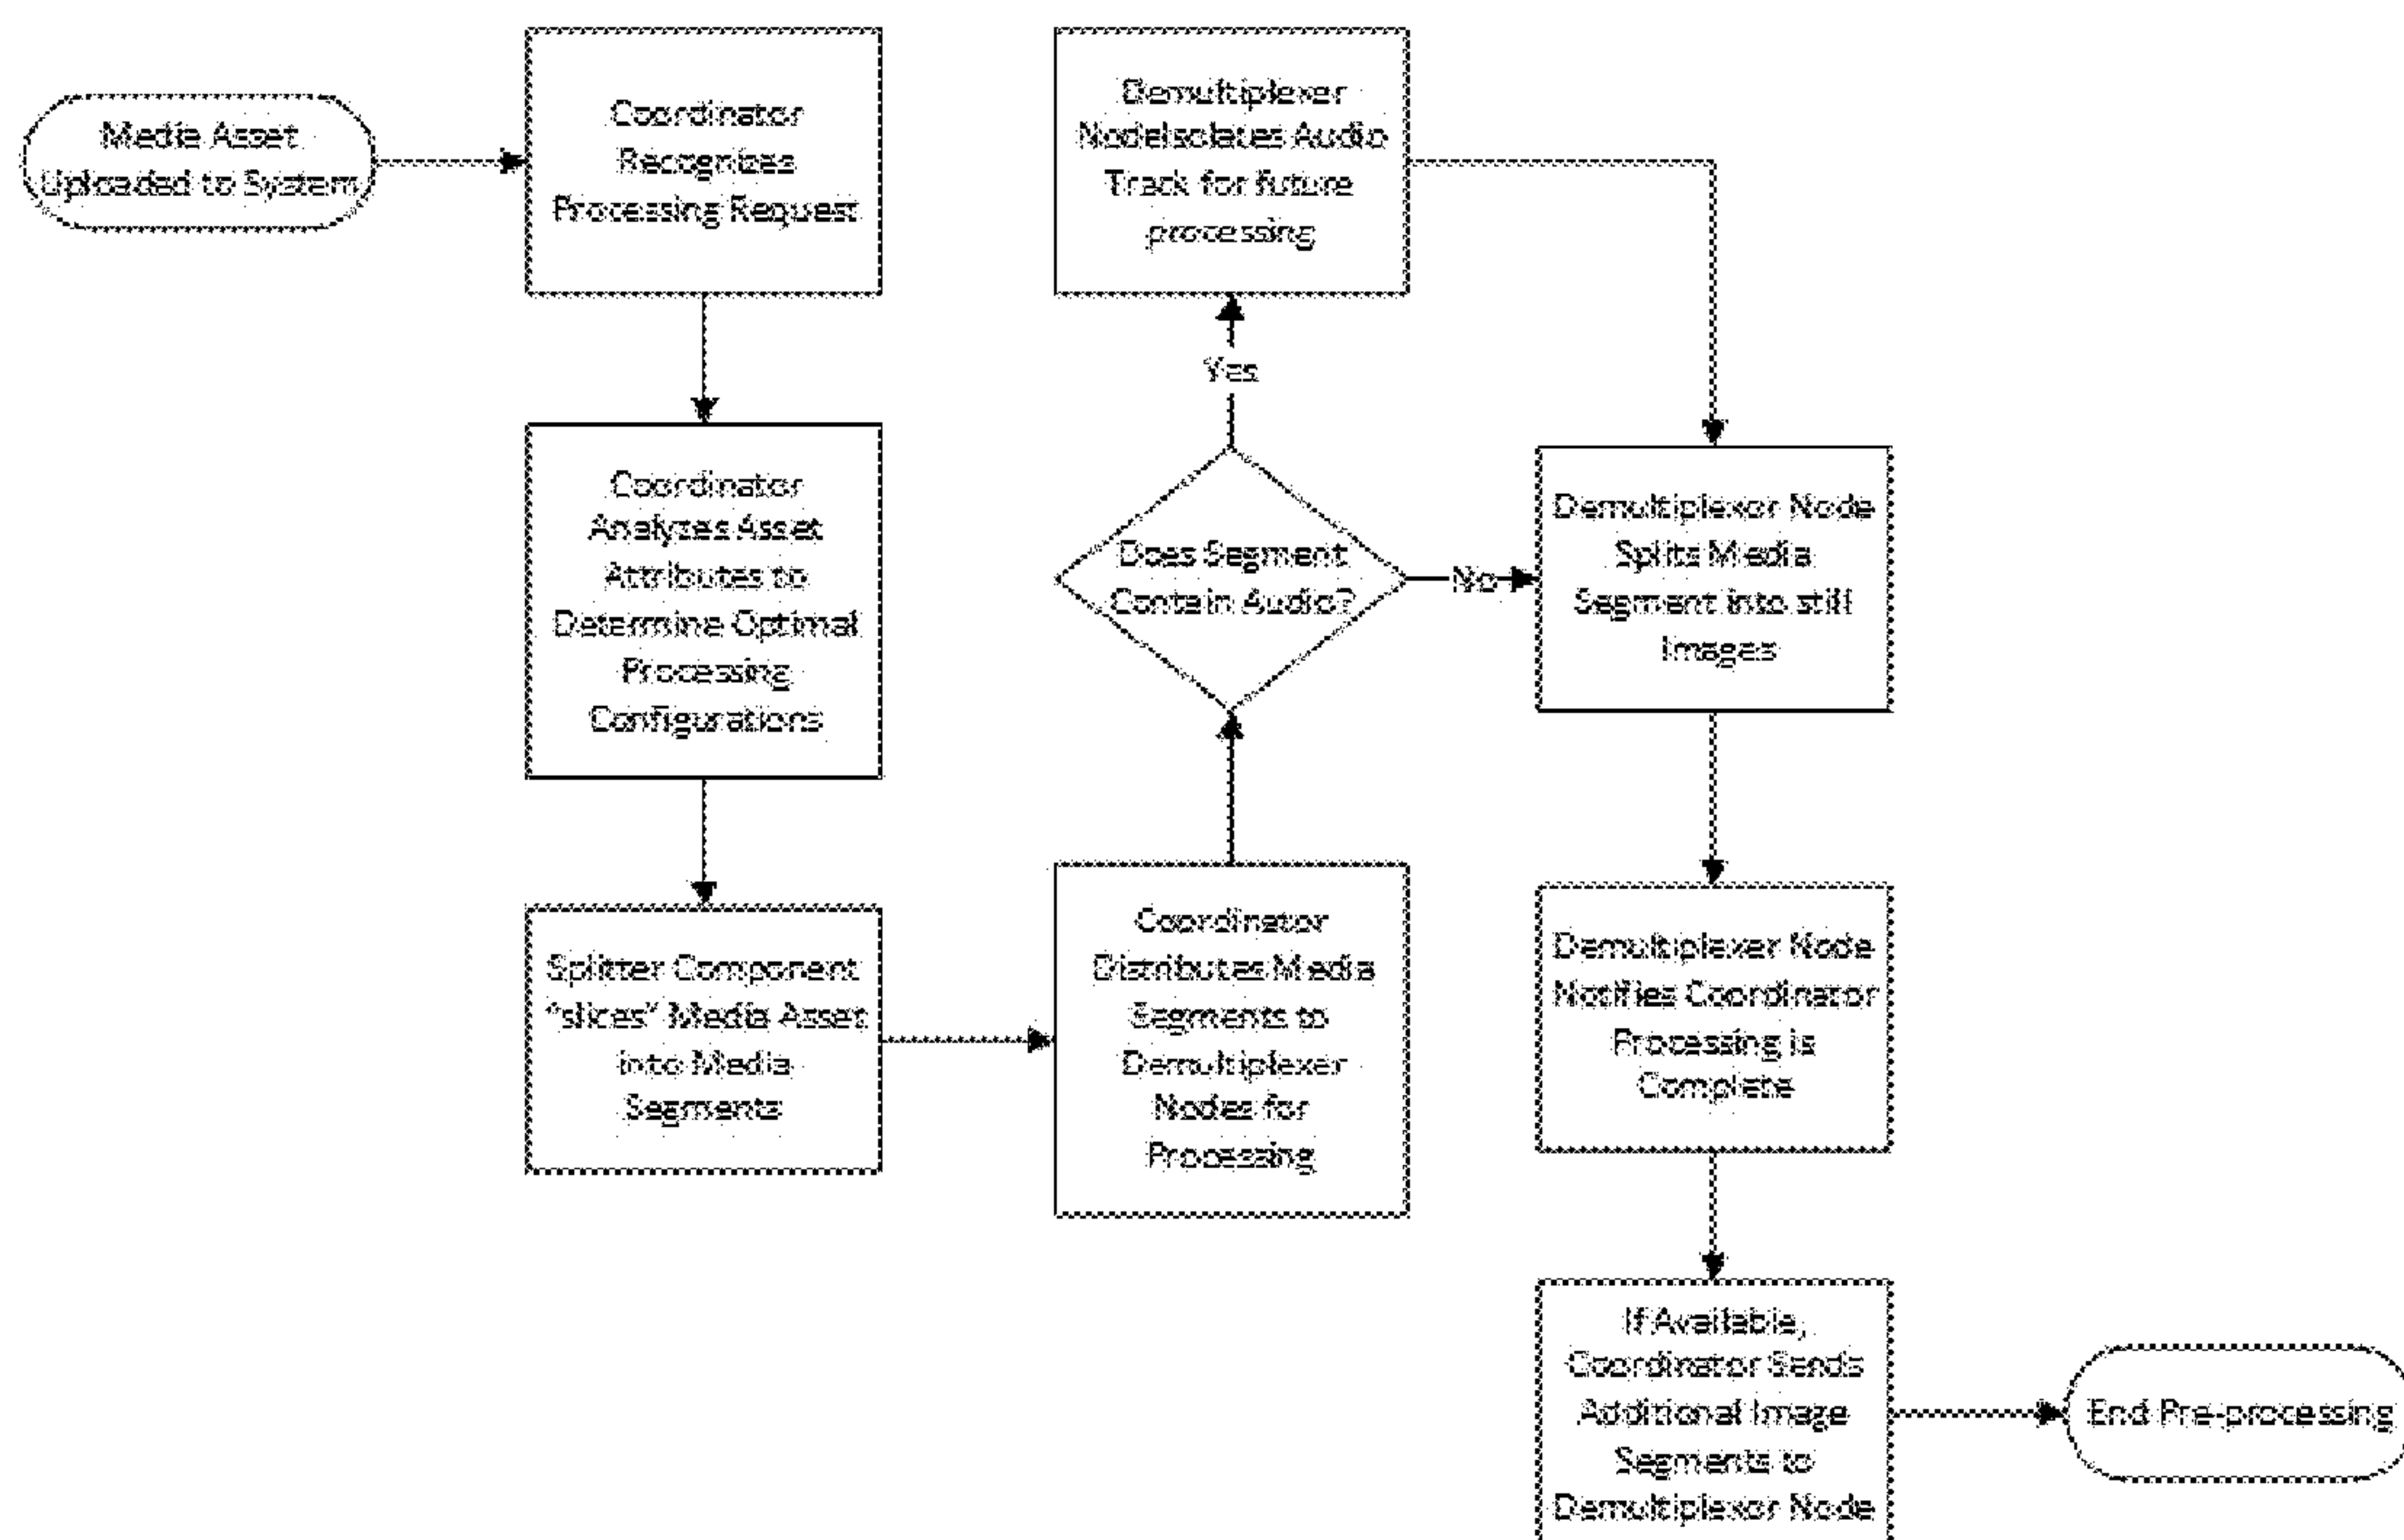 Media Asset
Uploaded to System
Coordinator
Recognizes
Processing Request
Coordinator
Analyzes Asset
Attributes to
Determine Optimal
Processing
Configurations
Splitter Component
"slices" Media Asset
into Media
Segments
Coordinator
Distributes Media
Segments to
Demultiplexer
Nodes for
Processing
Does Segment
Contain Audio?
Yes
Demultiplexer
NodeIsolates Audio
Track for future
processing
No
Demultiplexor Node
Splits Media
Segment into still
Images
Demultiplexer Node
Notifies Coordinator
Processing is
Complete
If Available,
Coordinator Sends
Additional Image
Segments to
Demultiplexor Node
End Pre-processing